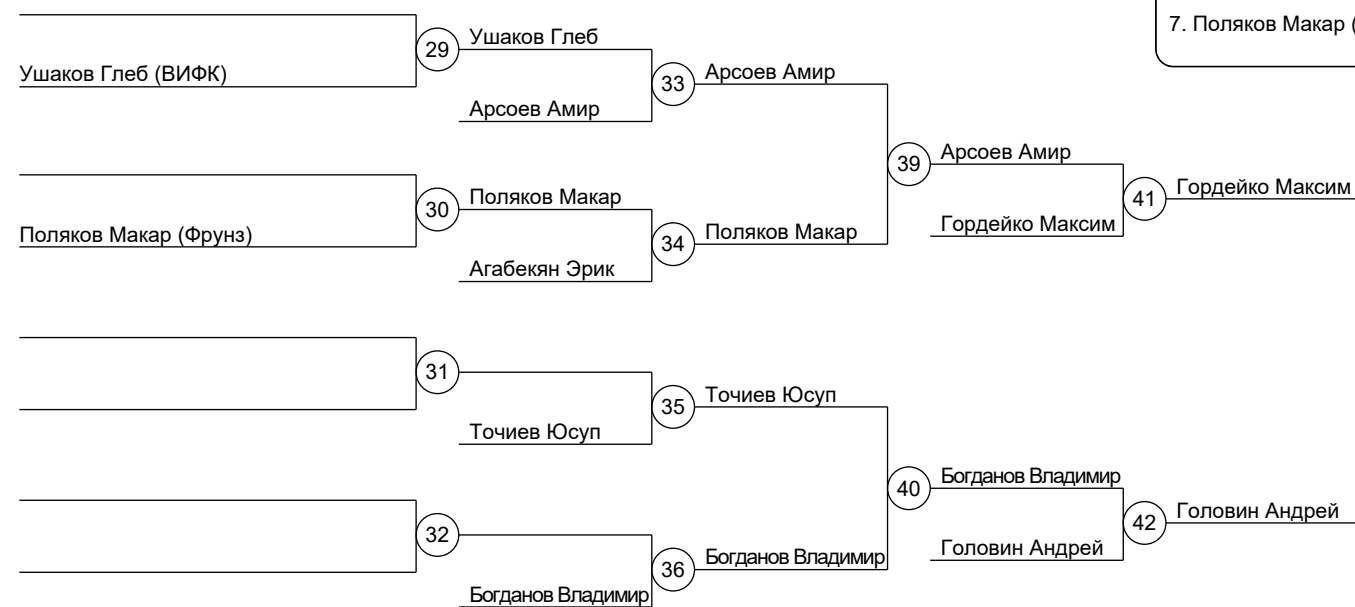 7. Поляков Макар (
29
Ушаков Глеб
Ушаков Глеб (ВИФК)
33
Арсоев Амир
Арсоев Амир
39
Арсоев Амир
41
Гордейко Максим
30
Поляков Макар
Поляков Макар (Фрунз)
34
Поляков Макар
Гордейко Максим
Агабекян Эрик
31
35
Точиев Юсуп
Точиев Юсуп
40
Богданов Владимир
42
Головин Андрей
32
36
Богданов Владимир
Головин Андрей
Богданов Владимир